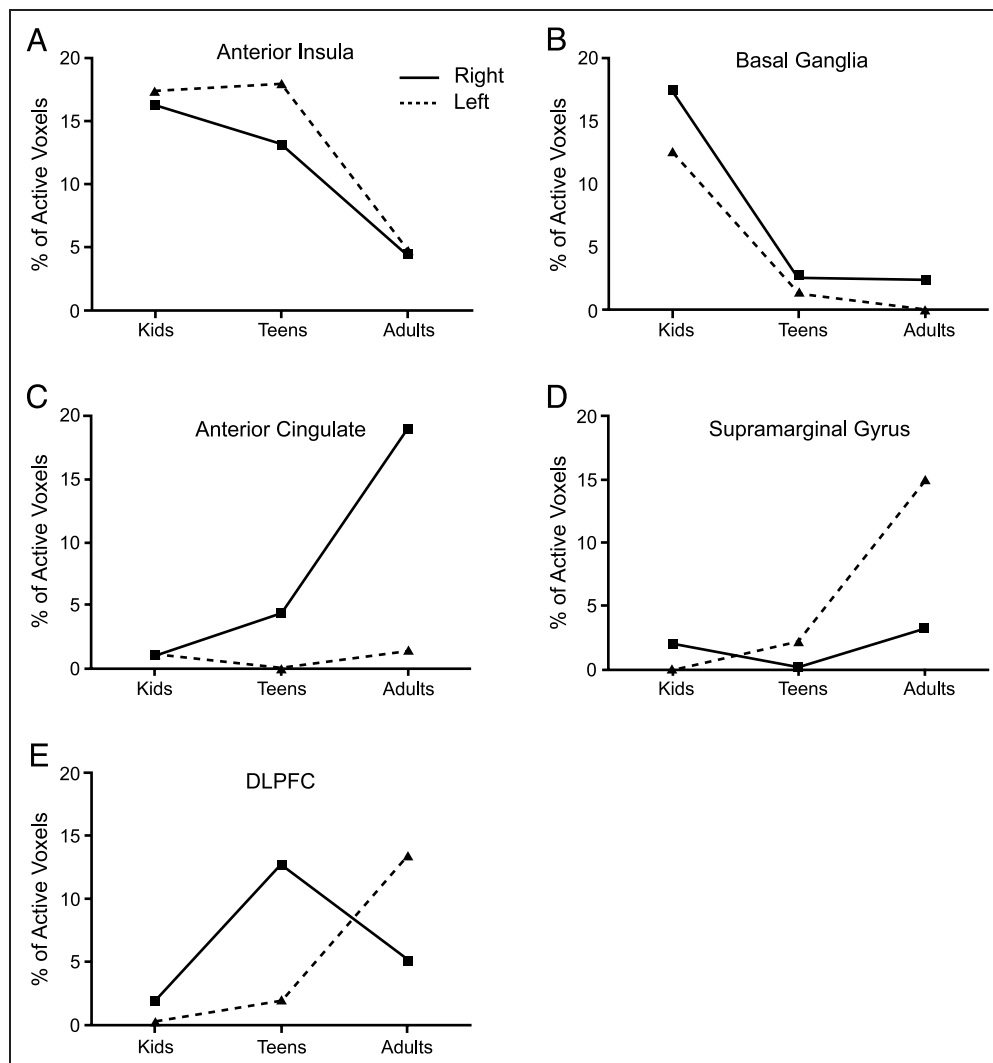 A
Anterior Insula
Right
Left
% of Active Voxels
20
15
10
5
0
Kids
Teens
Adults
B
Basal Ganglia
% of Active Voxels
20
15
10
5
0
Kids
Teens
Adults
C
Anterior Cingulate
% of Active Voxels
20
15
10
5
0
Kids
Teens
Adults
D
Supramarginal Gyrus
% of Active Voxels
20
15
10
5
0
Kids
Teens
Adults
E
DLPFC
% of Active Voxels
20
15
10
5
0
Kids
Teens
Adults